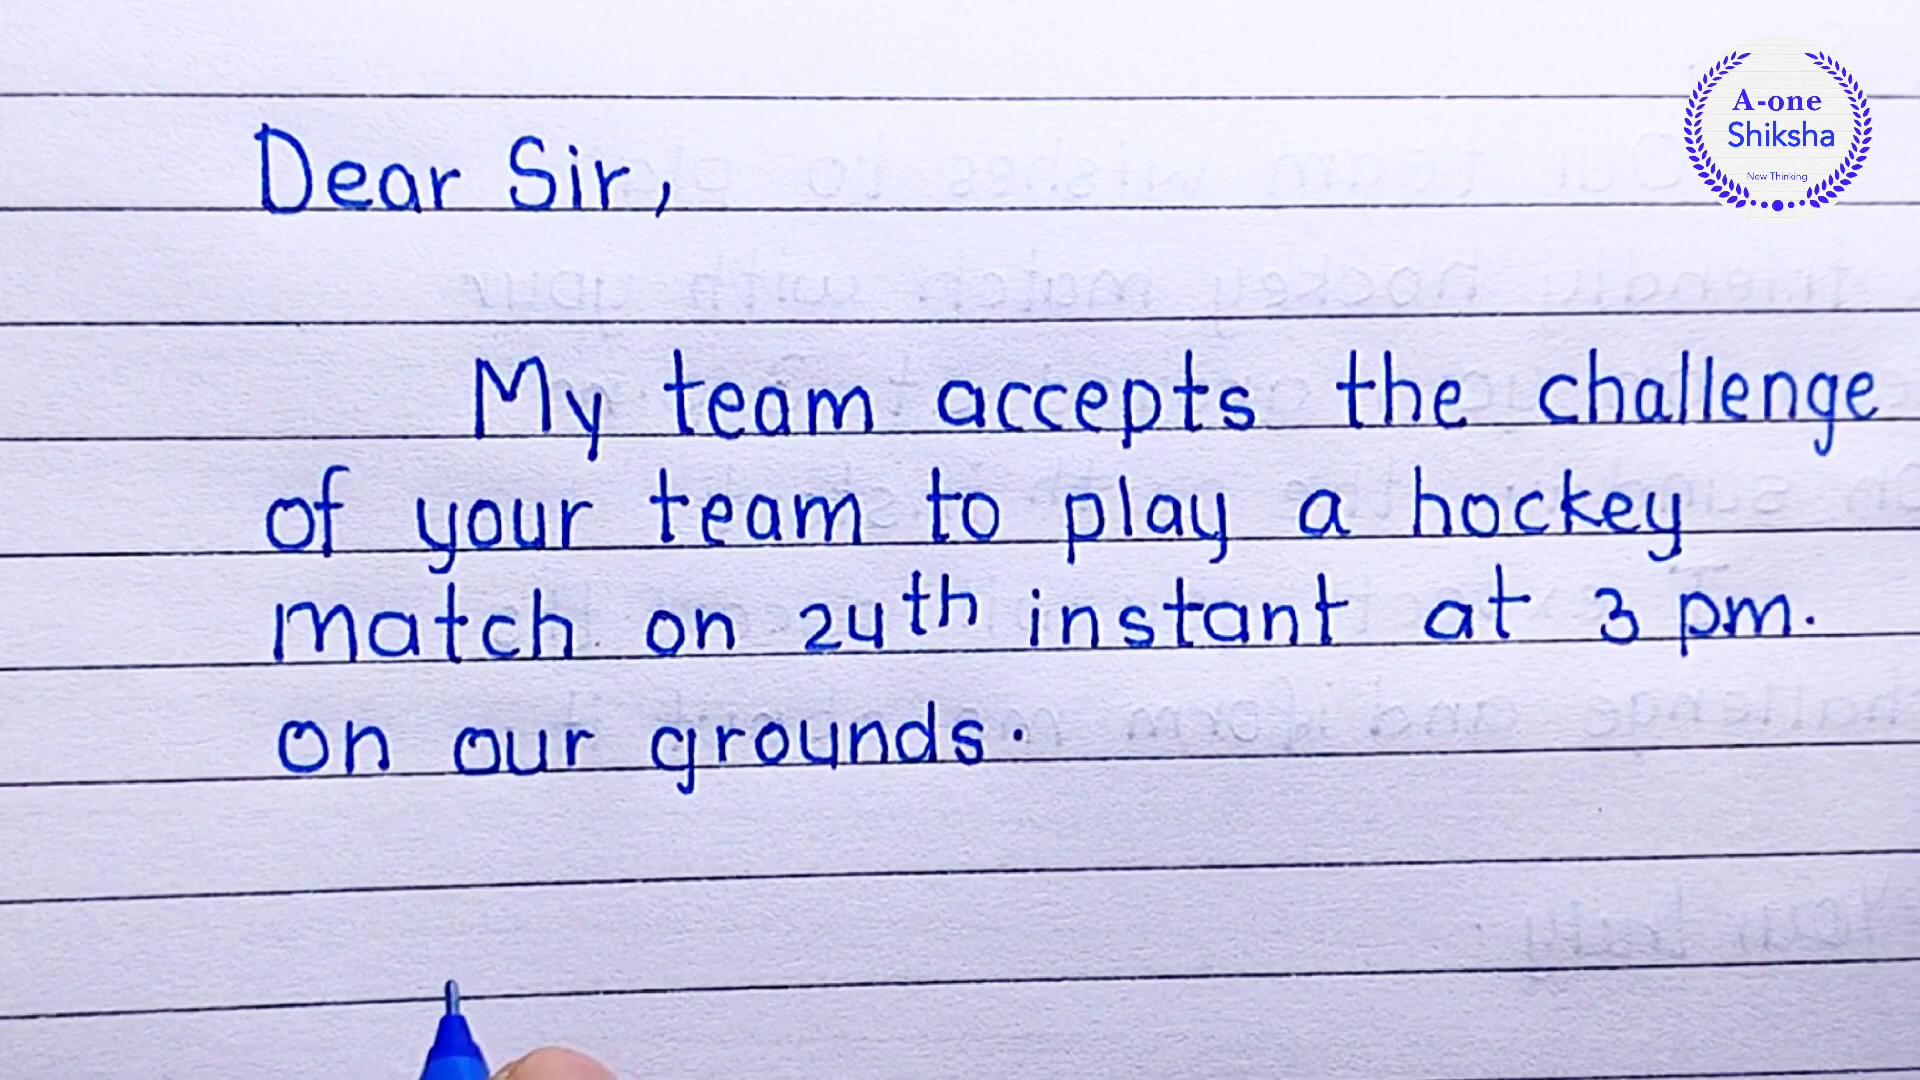 A-one
Shiksha
New Thinking
Dear Sir,
My team accepts the challenge
of your team to play a hockey
match on 24th instant at 3 pm.
on our grounds.